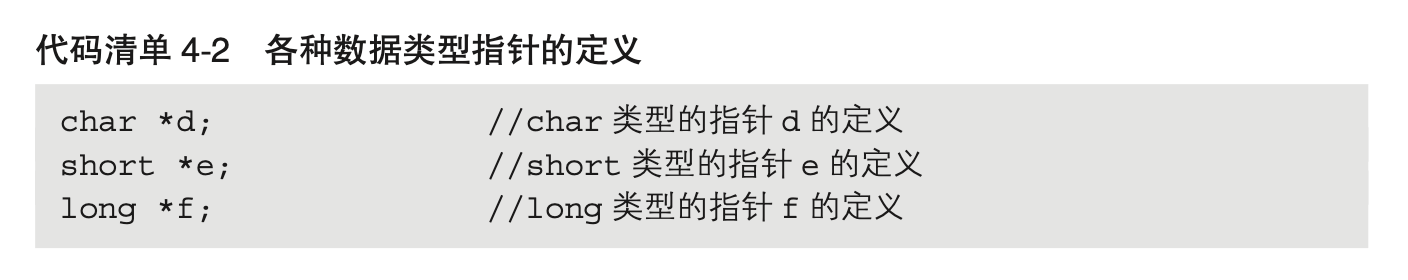 代码清单 4-2 各种数据类型指针的定义
char *d; //char 类型的指针 d 的定义
short *e; //short 类型的指针 e 的定义
long *f; //long 类型的指针 f 的定义